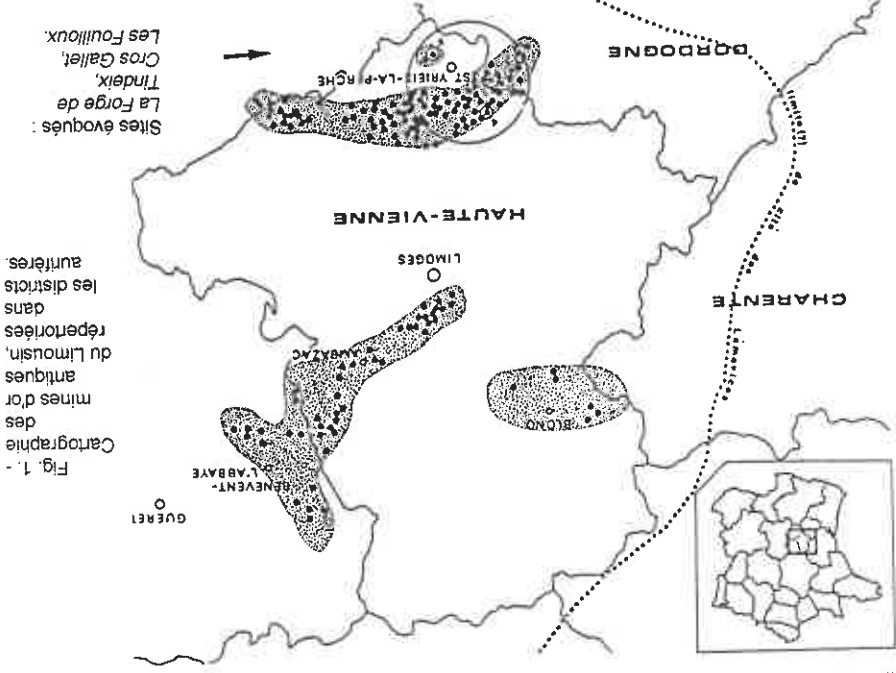 Fig. 1. -
Cartographie
des
mines d'or
antiques
du Limousin,
répertoriées
dans
les districts
aurifères.
Sites évoqués :
La Forge de
Tindeix,
Cros Gallet,
Les Fouilloux.
GUERET
BENEVENT-
L'ABBAYE
BLOND
AMBAZAC
CHARENTE
LIMOGES
HAUTE-VIENNE
ST YRIEIX-LA-PERCHE
DORDOGNE